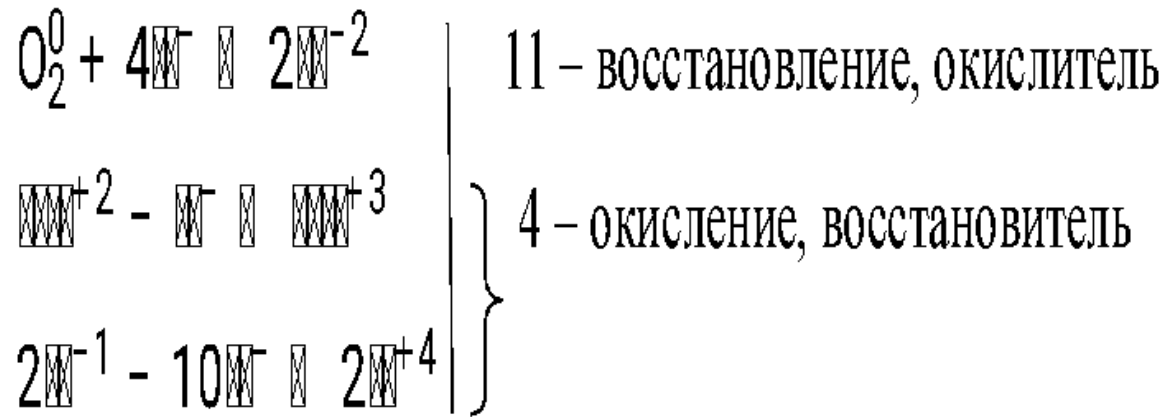 O₂⁰ + 4 ⁻ 2 ⁻² 11 – восстановление, окислитель
⁺² – ⁻ ⁺³ 4 – окисление, восстановитель
2 ⁻¹ – 10 ⁻ 2 ⁺⁴